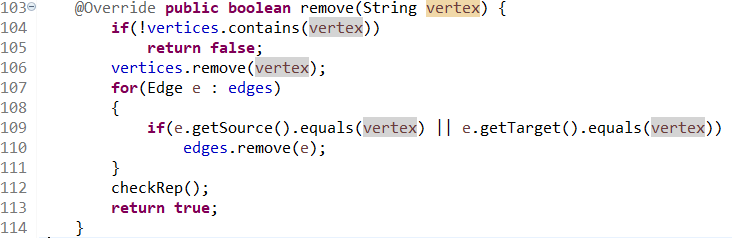 103 @Override public boolean remove(String vertex) {
104 if(!vertices.contains(vertex))
105 return false;
106 vertices.remove(vertex);
107 for(Edge e : edges)
108 {
109 if(e.getSource().equals(vertex) || e.getTarget().equals(vertex))
110 edges.remove(e);
111 }
112 checkRep();
113 return true;
114 }